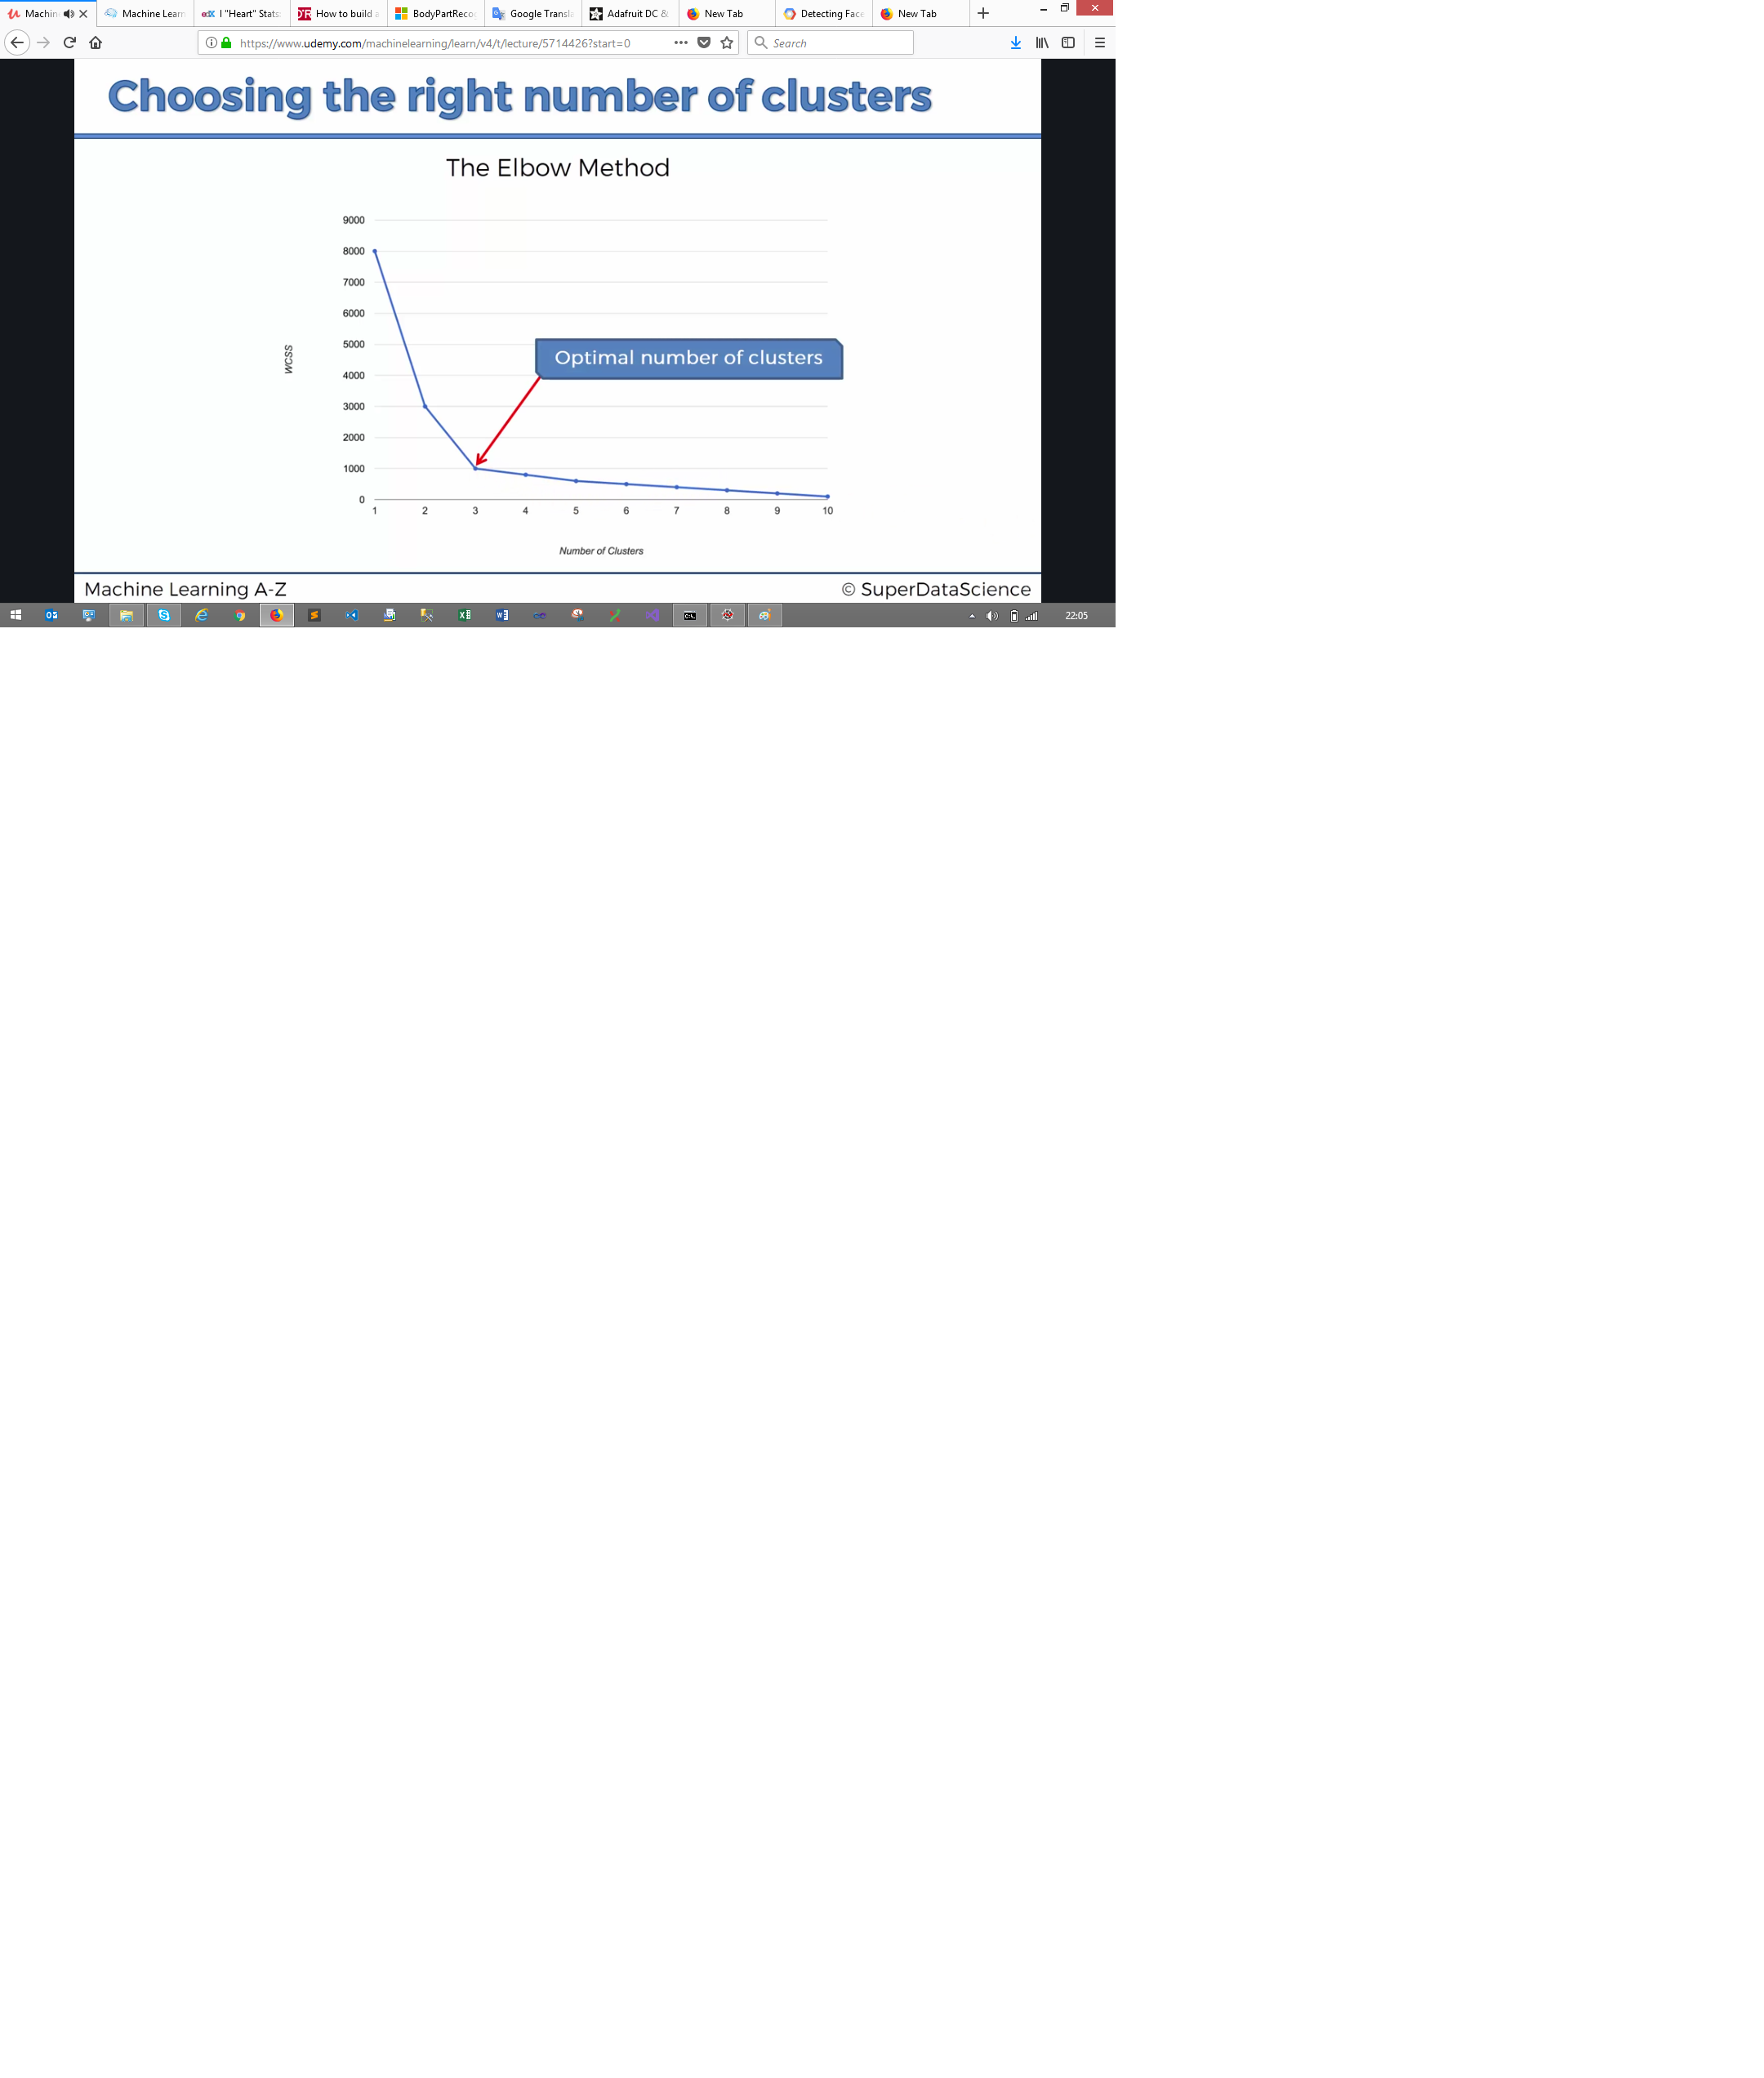 Machin
Machine Learn
edX I "Heart" Stats:
D'R How to build a
BodyPartReco
Google Transla
Adafruit DC &
New Tab
Detecting Face
New Tab
https://www.udemy.com/machinelearning/learn/v4/t/lecture/5714426?start=0
Search
Choosing the right number of clusters
The Elbow Method
9000
8000
7000
6000
5000
4000
3000
2000
1000
0
WCSS
Optimal number of clusters
1 2 3 4 5 6 7 8 9 10
Number of Clusters
Machine Learning A-Z
© SuperDataScience
22:05